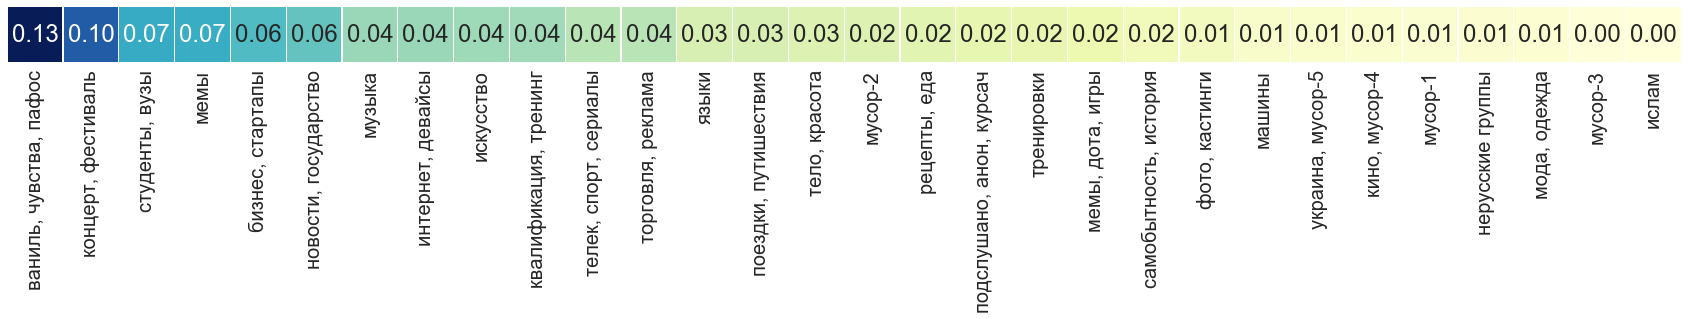 0.13 0.10 0.07 0.07 0.06 0.06 0.04 0.04 0.04 0.04 0.04 0.04 0.03 0.03 0.03 0.02 0.02 0.02 0.02 0.02 0.02 0.01 0.01 0.01 0.01 0.01 0.01 0.01 0.00 0.00
ваниль, чувства, пафос
концерт, фестиваль
студенты, вузы
мемы
бизнес, стартапы
новости, государство
музыка
интернет, девайсы
искусство
квалификация, тренинг
телек, спорт, сериалы
торговля, реклама
языки
поездки, путишествия
тело, красота
мусор-2
рецепты, еда
подслушано, анон, курсач
тренировки
мемы, дота, игры
самобытность, история
фото, кастинги
машины
украина, мусор-5
кино, мусор-4
мусор-1
нерусские группы
мода, одежда
мусор-3
ислам